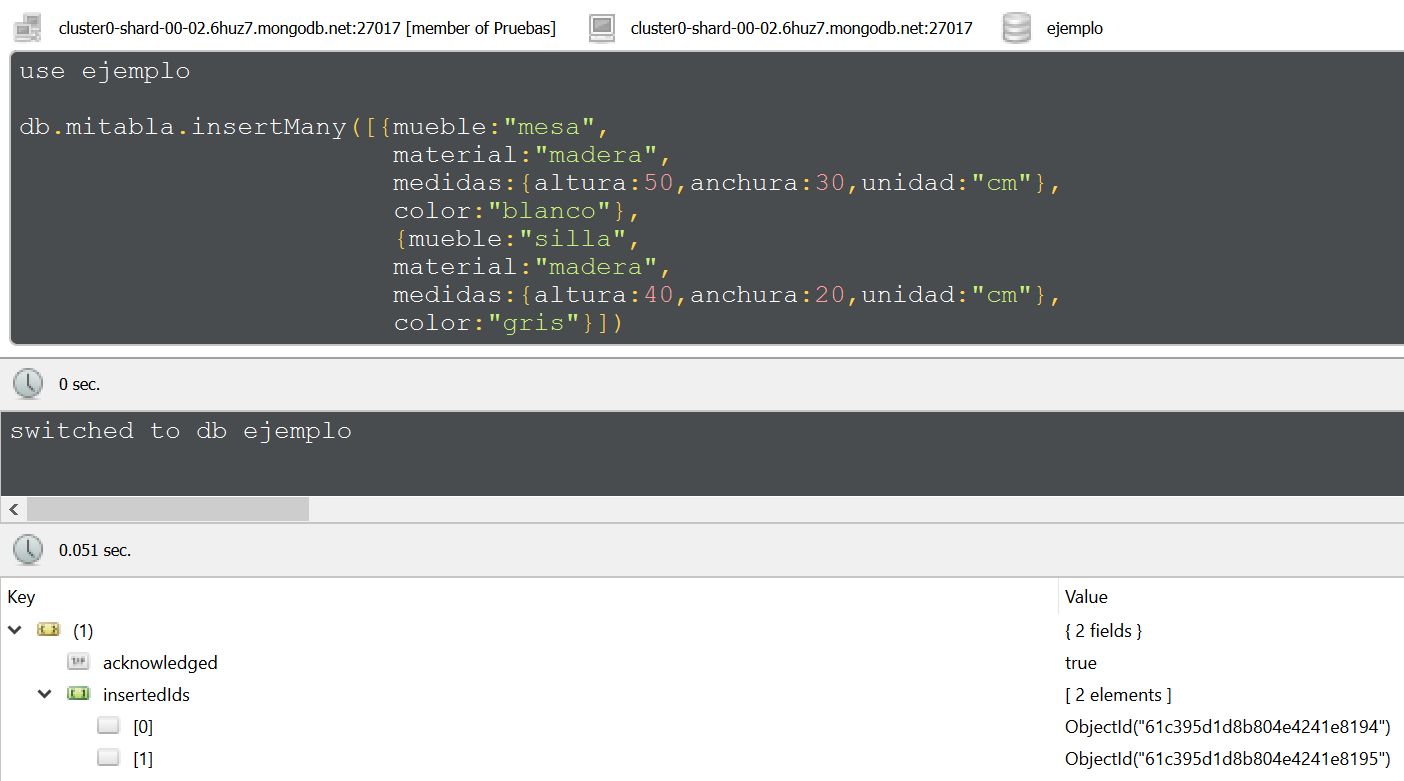 cluster0-shard-00-02.6huz7.mongodb.net:27017 [member of Pruebas] cluster0-shard-00-02.6huz7.mongodb.net:27017 ejemplo
use ejemplo
db.mitabla.insertMany([{mueble:"mesa",
material:"madera",
medidas:{altura:50,anchura:30,unidad:"cm"},
color:"blanco"},
{mueble:"silla",
material:"madera",
medidas:{altura:40,anchura:20,unidad:"cm"},
color:"gris"}])
0 sec.
switched to db ejemplo
0.051 sec.
Key Value
(1) { 2 fields }
acknowledged true
insertedIds [ 2 elements ]
[0] ObjectId("61c395d1d8b804e4241e8194")
[1] ObjectId("61c395d1d8b804e4241e8195")